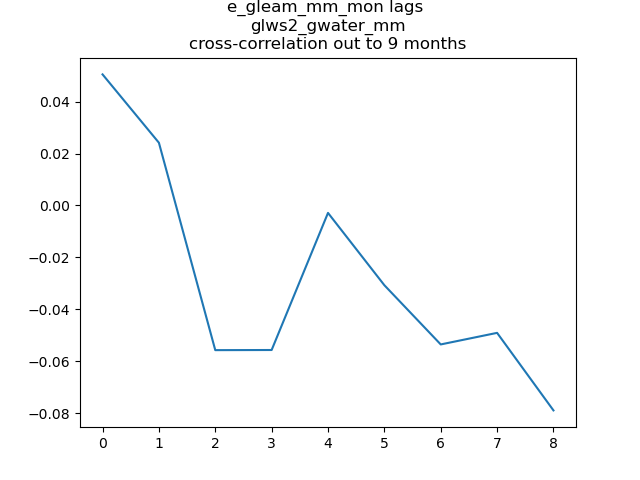 e_gleam_mm_mon lags
glws2_gwater_mm
cross-correlation out to 9 months
0.04
0.02
0.00
−0.02
−0.04
−0.06
−0.08
0 1 2 3 4 5 6 7 8